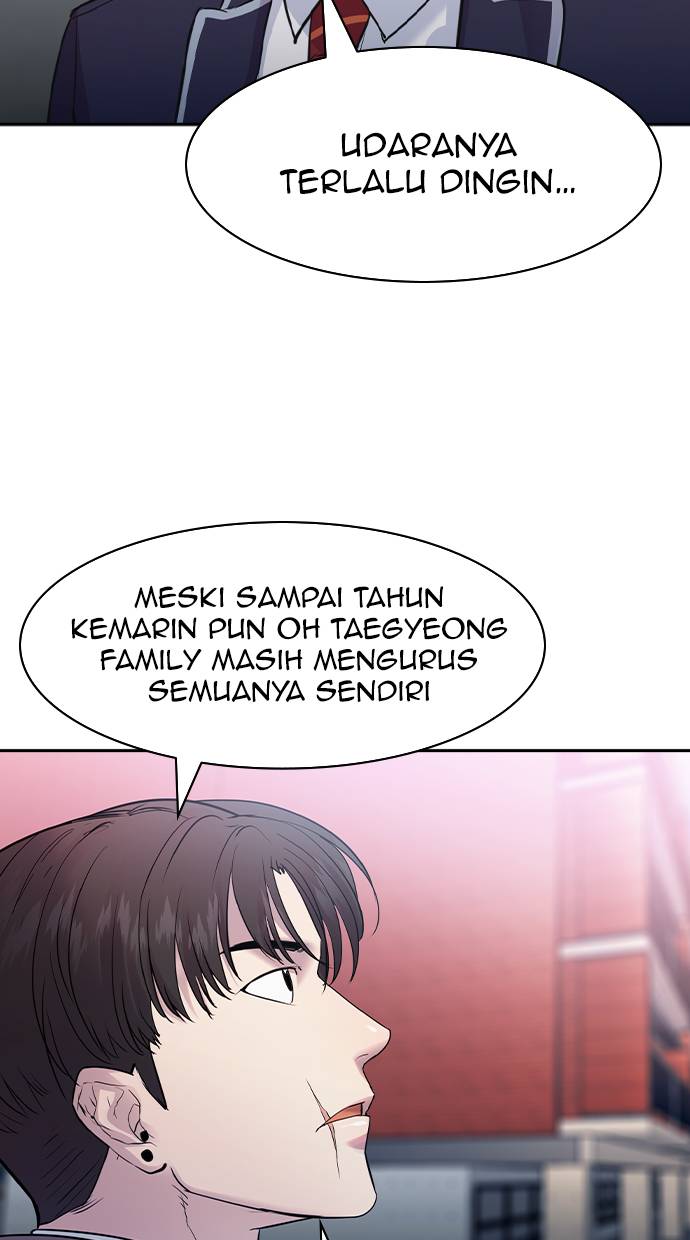 UDARANYA
TERLALU DINGIN...
MESKI SAMPAI TAHUN
KEMARIN PUN OH TAEGYEONG
FAMILY MASIH MENGURUS
SEMUANYA SENDIRI